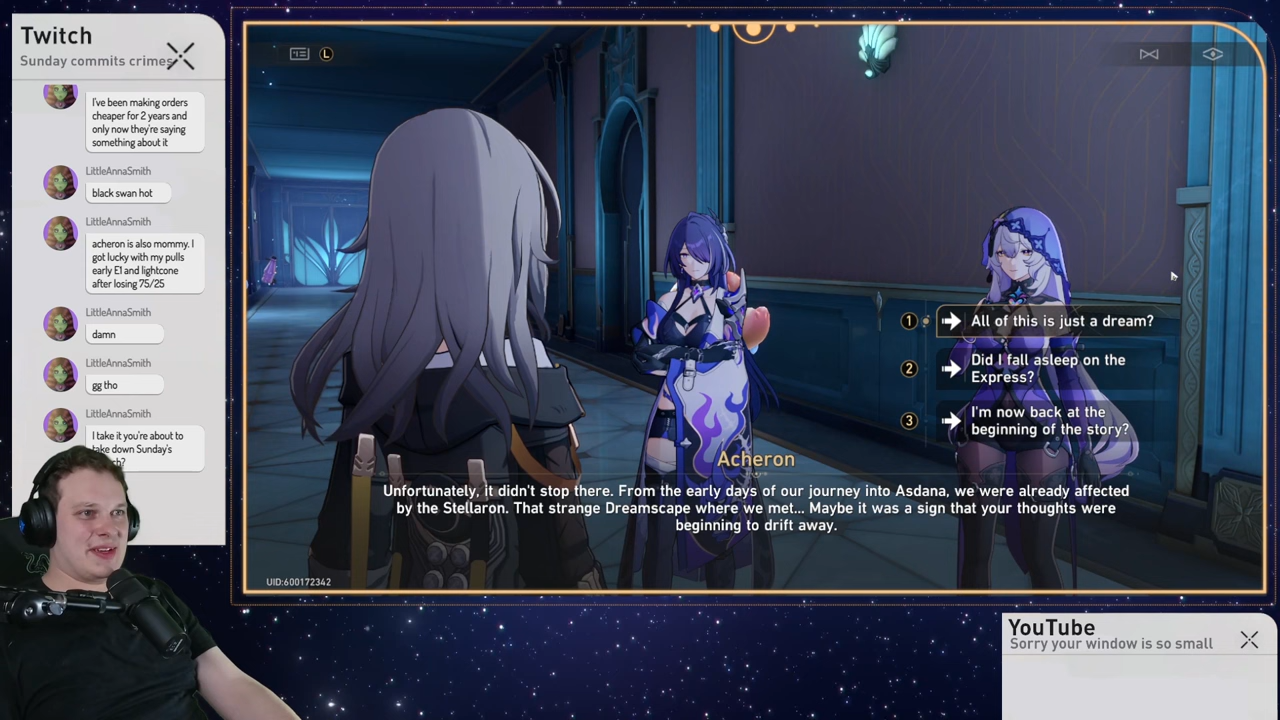 Twitch
Sunday commits crimes
I've been making orders
cheaper for 2 years and
only now they're saying
something about it
LittleAnnaSmith
black swan hot
LittleAnnaSmith
acheron is also mommy. I
got lucky with my pulls
early E1 and lightcone
after losing 75/25
LittleAnnaSmith
damn
LittleAnnaSmith
gg tho
LittleAnnaSmith
I take it you're about to
take down Sunday's
L
1
All of this is just a dream?
2
Did I fall asleep on the
Express?
3
I'm now back at the
beginning of the story?
Acheron
Unfortunately, it didn't stop there. From the early days of our journey into Asdana, we were already affected
by the Stellaron. That strange Dreamscape where we met... Maybe it was a sign that your thoughts were
beginning to drift away.
UID:600172342
YouTube
Sorry your window is so small